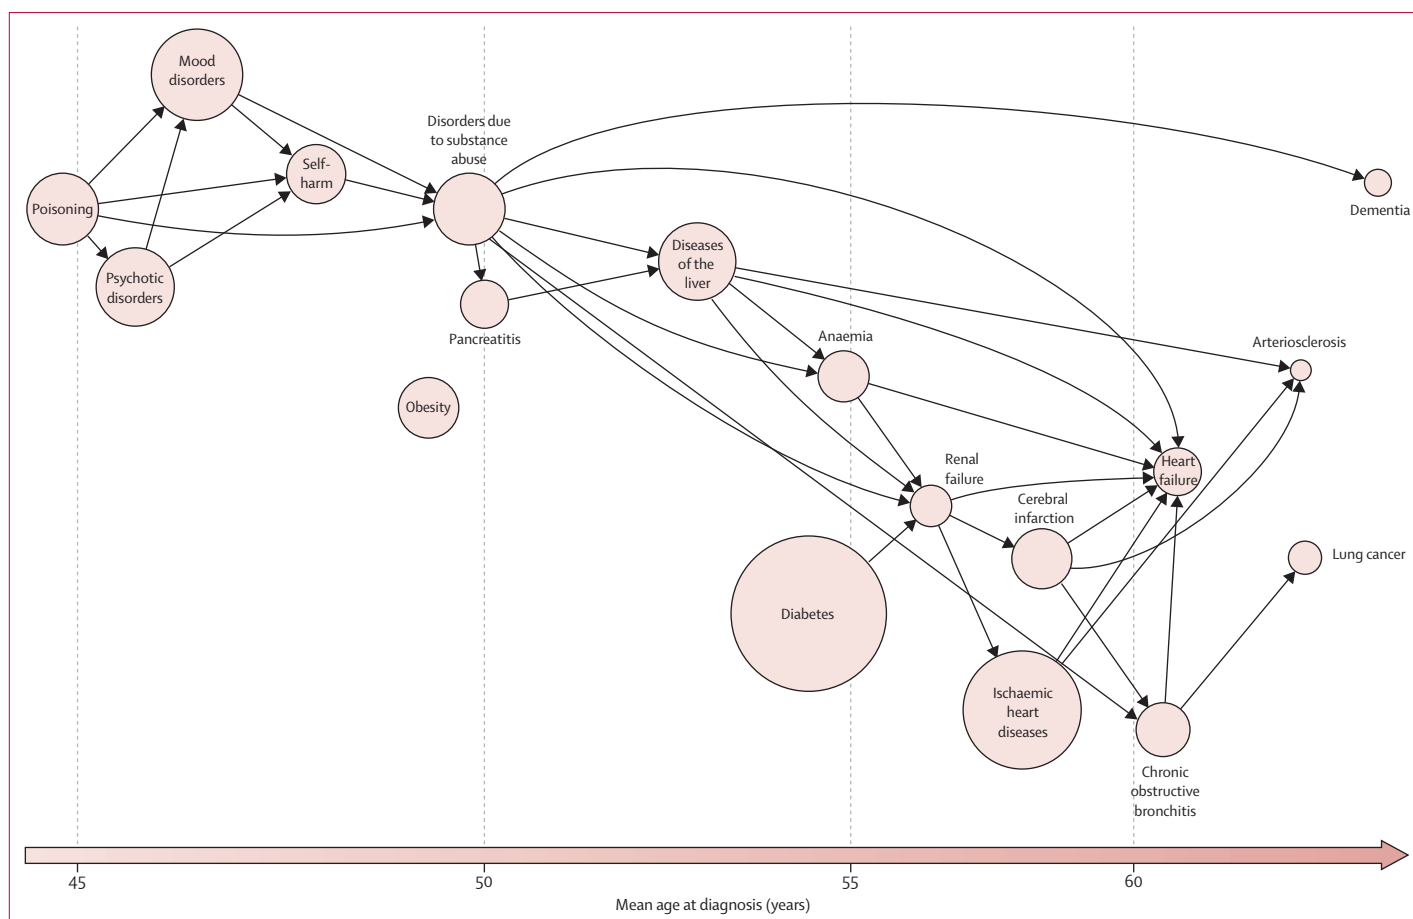 Mood
disorders
Disorders due
to substance
abuse
Self-
harm
Poisoning
Dementia
Psychotic
disorders
Diseases
of the
liver
Pancreatitis
Anaemia
Arteriosclerosis
Obesity
Renal
failure
Heart
failure
Cerebral
infarction
Lung cancer
Diabetes
Ischaemic
heart
diseases
Chronic
obstructive
bronchitis
45
50
55
60
Mean age at diagnosis (years)